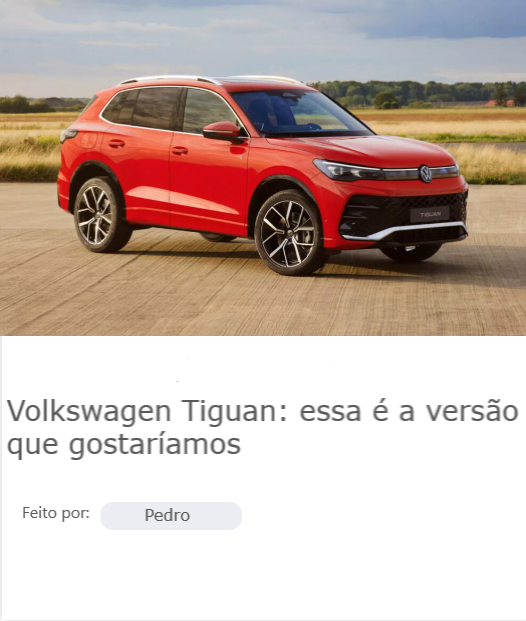 TIGUAN
Volkswagen Tiguan: essa é a versão
que gostaríamos
Feito por: Pedro